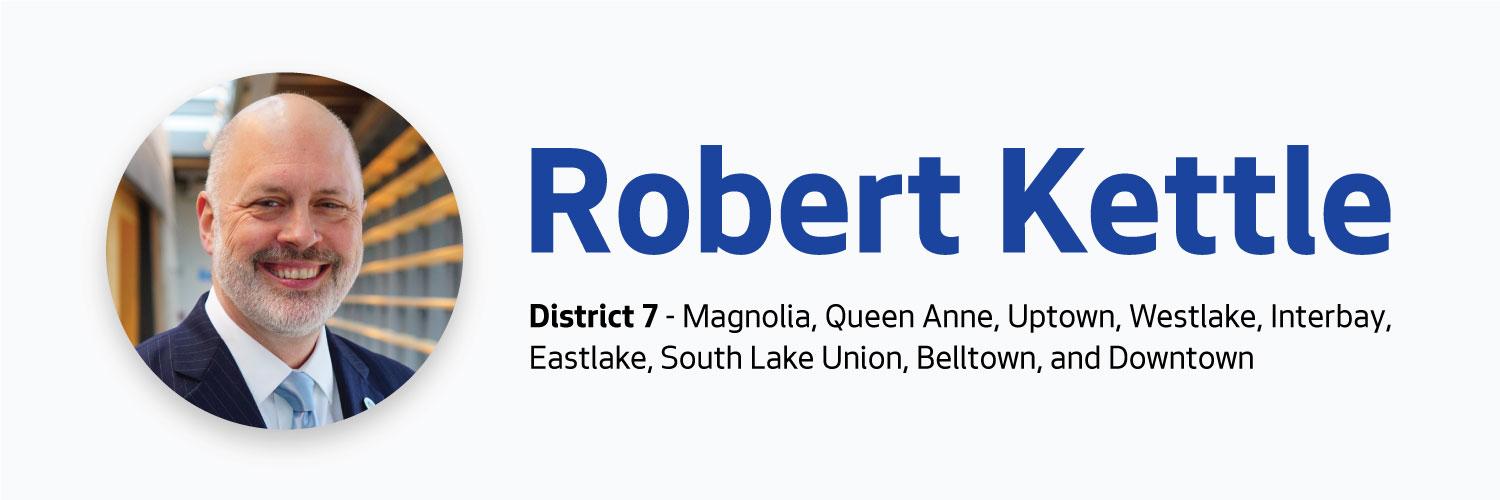 Robert Kettle
District 7 - Magnolia, Queen Anne, Uptown, Westlake, Interbay,
Eastlake, South Lake Union, Belltown, and Downtown